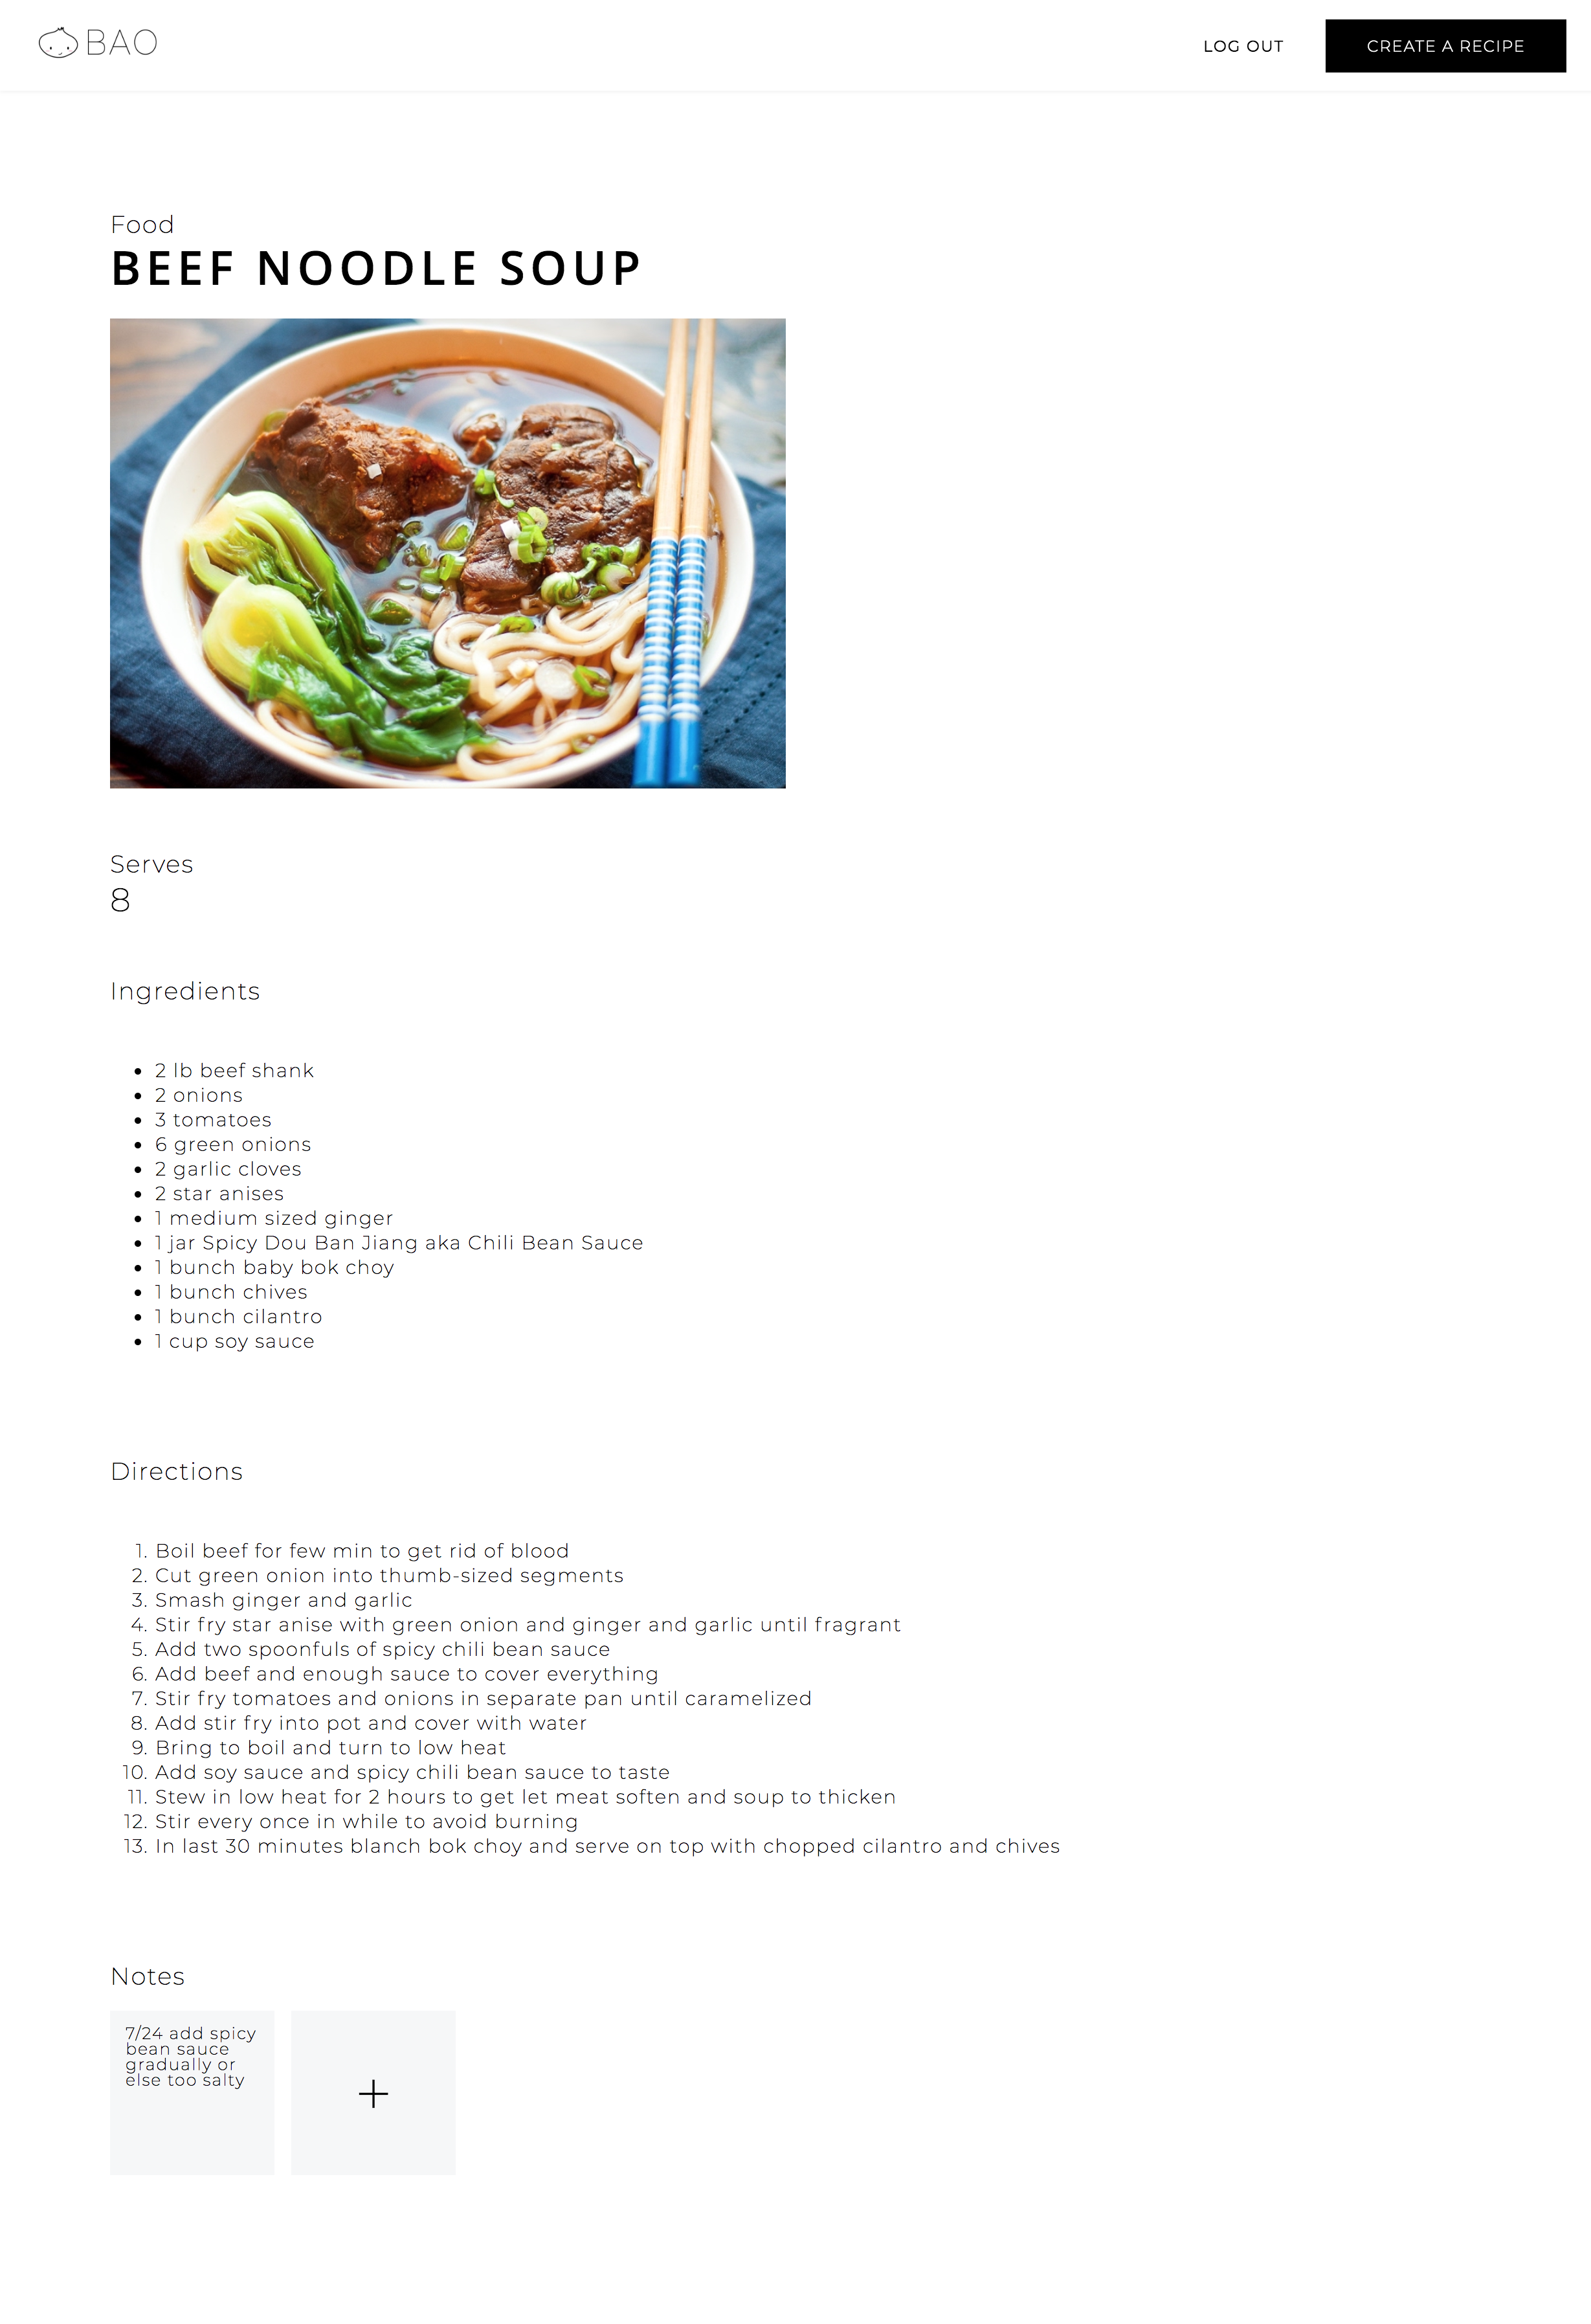 BAO
LOG OUT
CREATE A RECIPE
Food
BEEF NOODLE SOUP
Serves
8
Ingredients
• 2 lb beef shank
• 2 onions
• 3 tomatoes
• 6 green onions
• 2 garlic cloves
• 2 star anises
• 1 medium sized ginger
• 1 jar Spicy Dou Ban Jiang aka Chili Bean Sauce
• 1 bunch baby bok choy
• 1 bunch chives
• 1 bunch cilantro
• 1 cup soy sauce
Directions
1. Boil beef for few min to get rid of blood
2. Cut green onion into thumb-sized segments
3. Smash ginger and garlic
4. Stir fry star anise with green onion and ginger and garlic until fragrant
5. Add two spoonfuls of spicy chili bean sauce
6. Add beef and enough sauce to cover everything
7. Stir fry tomatoes and onions in separate pan until caramelized
8. Add stir fry into pot and cover with water
9. Bring to boil and turn to low heat
10. Add soy sauce and spicy chili bean sauce to taste
11. Stew in low heat for 2 hours to get let meat soften and soup to thicken
12. Stir every once in while to avoid burning
13. In last 30 minutes blanch bok choy and serve on top with chopped cilantro and chives
Notes
7/24 add spicy
bean sauce
gradually or
else too salty
+